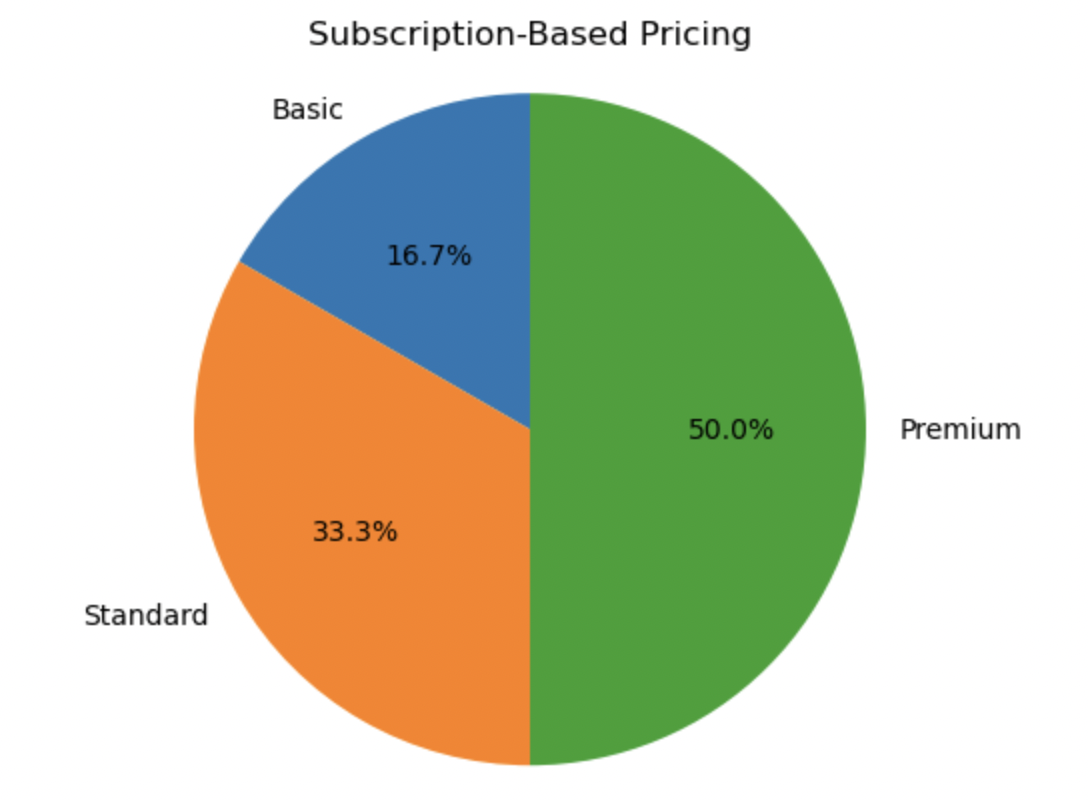 Subscription-Based Pricing
Basic
16.7%
50.0%
Premium
33.3%
Standard